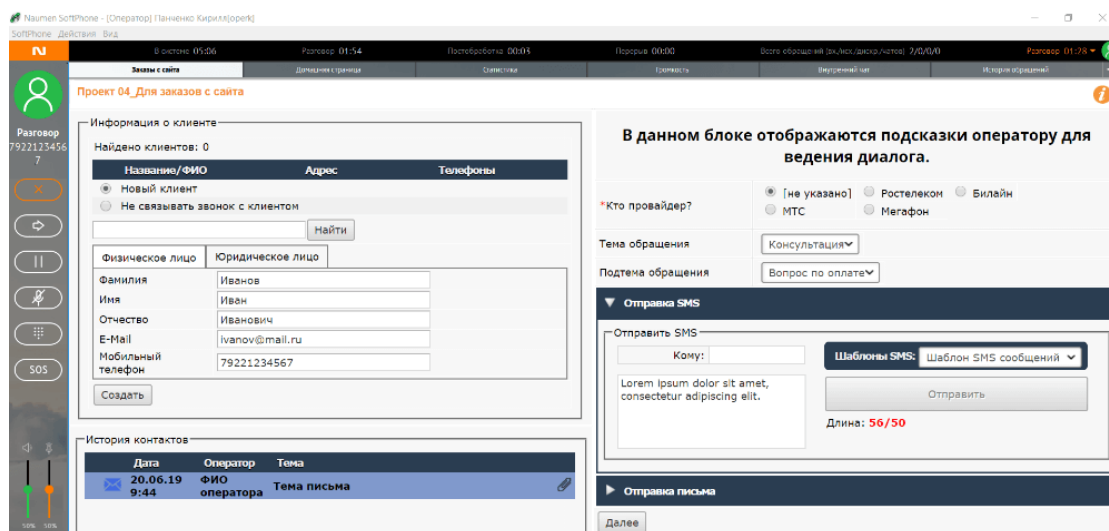 Naumen SoftPhone - [Оператор] Панченко Кирилл[operk]
SoftPhone Действия Вид
В системе 05:06 Разговор 01:54 Постобработка 00:03 Перерыв 00:00 Всего обращений (вх./исх./дискр./чатов) 2/0/0/0 Разговор 01:28
Заказы с сайта Домашняя страница Статистика Громкость Внутренний чат История обращений
Проект 04_Для заказов с сайта
Разговор
7922123456
7
SOS
50% 50%
Информация о клиенте
Найдено клиентов: 0
Название/ФИО Адрес Телефоны
Новый клиент
Не связывать звонок с клиентом
Найти
Физическое лицо Юридическое лицо
Фамилия Иванов
Имя Иван
Отчество Иванович
E-Mail ivanov@mail.ru
Мобильный
телефон 79221234567
Создать
История контактов
Дата Оператор Тема
20.06.19 ФИО
9:44 оператора Тема письма
В данном блоке отображаются подсказки оператору для
ведения диалога.
*Кто провайдер? [не указано] Ростелеком Билайн
МТС Мегафон
Тема обращения Консультация
Подтема обращения Вопрос по оплате
Отправка SMS
Отправить SMS
Кому: Шаблоны SMS: Шаблон SMS сообщений
Lorem ipsum dolor sit amet,
consectetur adipiscing elit.
Отправить
Длина: 56/50
Отправка письма
Далее